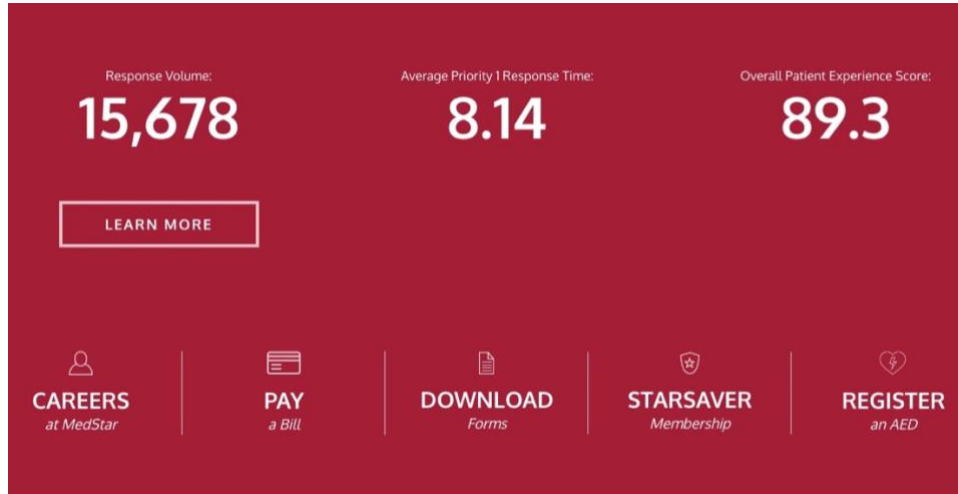 Response Volume:
15,678
Average Priority 1 Response Time:
8.14
Overall Patient Experience Score:
89.3
LEARN MORE
CAREERS
at MedStar
PAY
a Bill
DOWNLOAD
Forms
STARSAVER
Membership
REGISTER
an AED